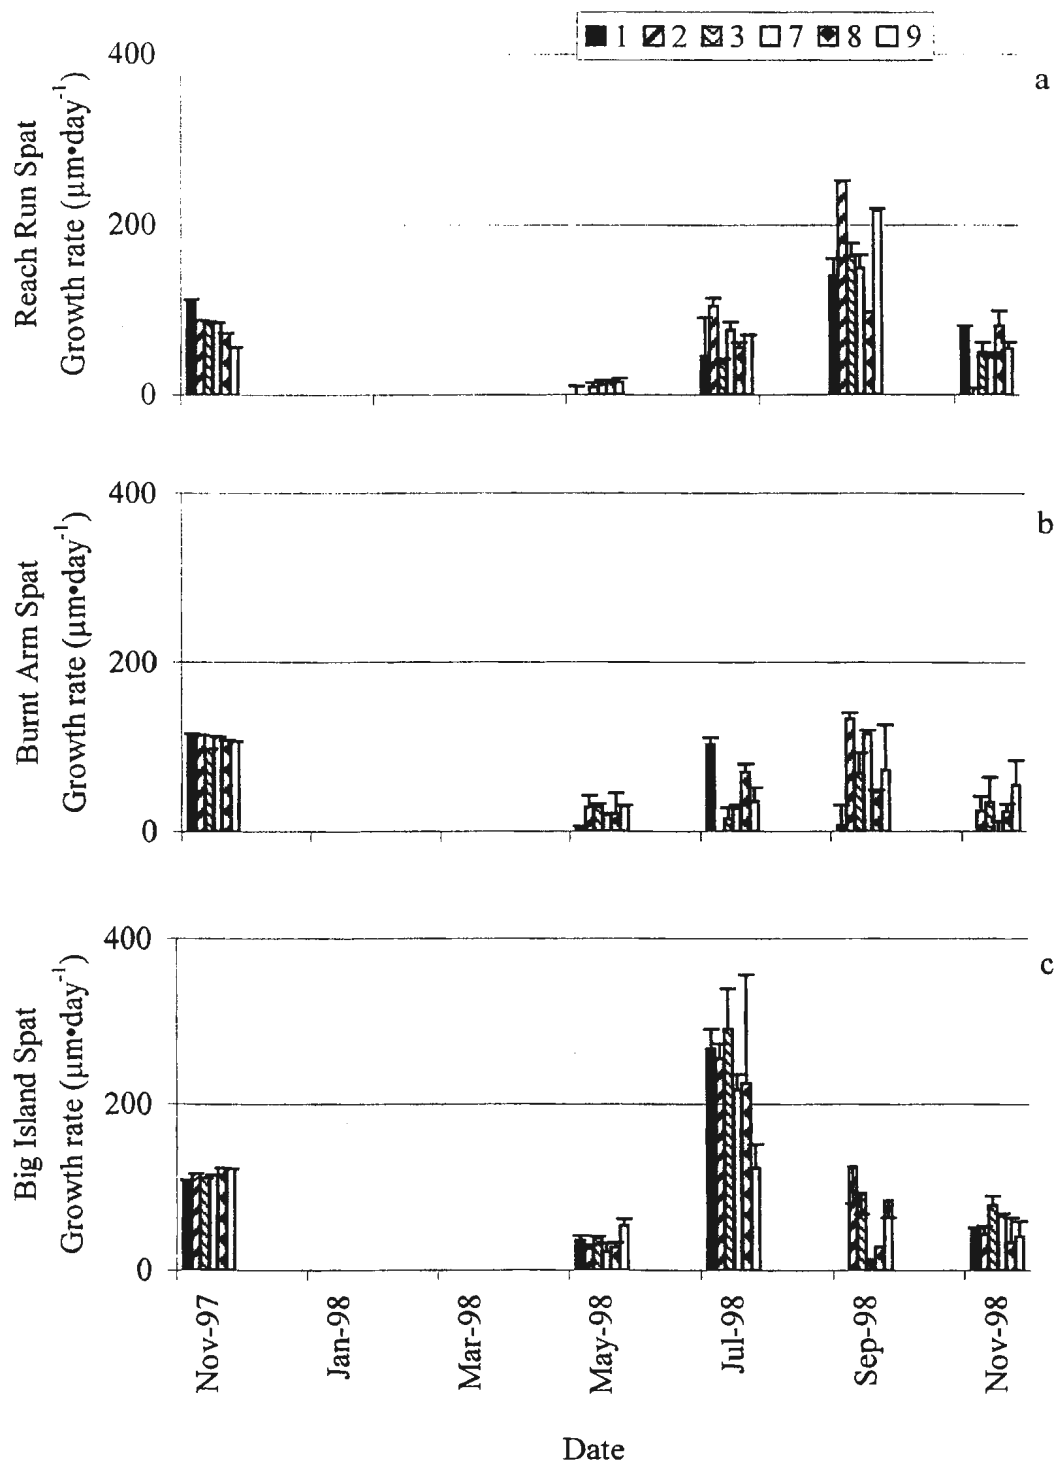 1 2 3 7 8 9
a
Reach Run Spat
Growth rate (µm•day⁻¹)
400
200
0
b
Burnt Arm Spat
Growth rate (µm•day⁻¹)
400
200
0
c
Big Island Spat
Growth rate (µm•day⁻¹)
400
200
0
Nov-97
Jan-98
Mar-98
May-98
Jul-98
Sep-98
Nov-98
Date